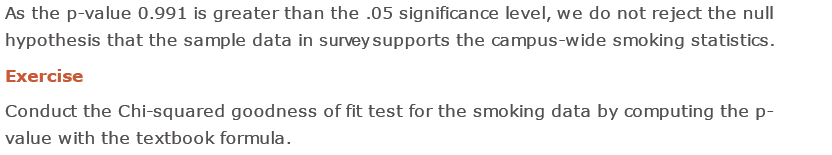 As the p-value 0.991 is greater than the .05 significance level, we do not reject the null
hypothesis that the sample data in survey supports the campus-wide smoking statistics.
Exercise
Conduct the Chi-squared goodness of fit test for the smoking data by computing the p-
value with the textbook formula.